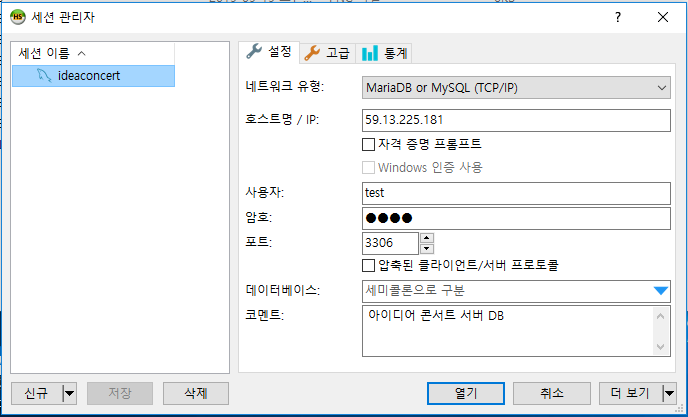 세션 관리자
세션 이름
ideaconcert
설정
고급
통계
네트워크 유형:
MariaDB or MySQL (TCP/IP)
호스트명 / IP:
59.13.225.181
자격 증명 프롬프트
Windows 인증 사용
사용자:
test
암호:
●●●●
포트:
3306
압축된 클라이언트/서버 프로토콜
데이터베이스:
세미콜론으로 구분
코멘트:
아이디어 콘서트 서버 DB
신규
저장
삭제
열기
취소
더 보기